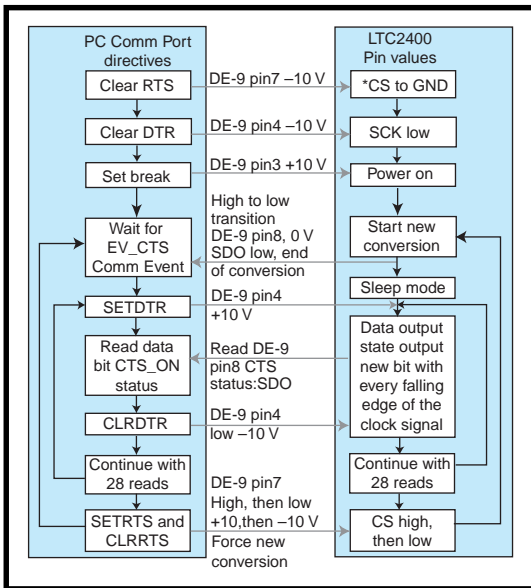 PC Comm Port
directives
Clear RTS
Clear DTR
Set break
Wait for
EV_CTS
Comm Event
SETDTR
Read data
bit CTS_ON
status
CLRDTR
Continue with
28 reads
SETRTS and
CLRRTS
DE-9 pin7 –10 V
DE-9 pin4 –10 V
DE-9 pin3 +10 V
High to low
transition
DE-9 pin8, 0 V
SDO low, end
of conversion
DE-9 pin4
+10 V
Read DE-9
pin8 CTS
status:SDO
DE-9 pin4
low –10 V
DE-9 pin7
High, then low
+10,then –10 V
Force new
conversion
LTC2400
Pin values
*CS to GND
SCK low
Power on
Start new
conversion
Sleep mode
Data output
state output
new bit with
every falling
edge of the
clock signal
Continue with
28 reads
CS high,
then low